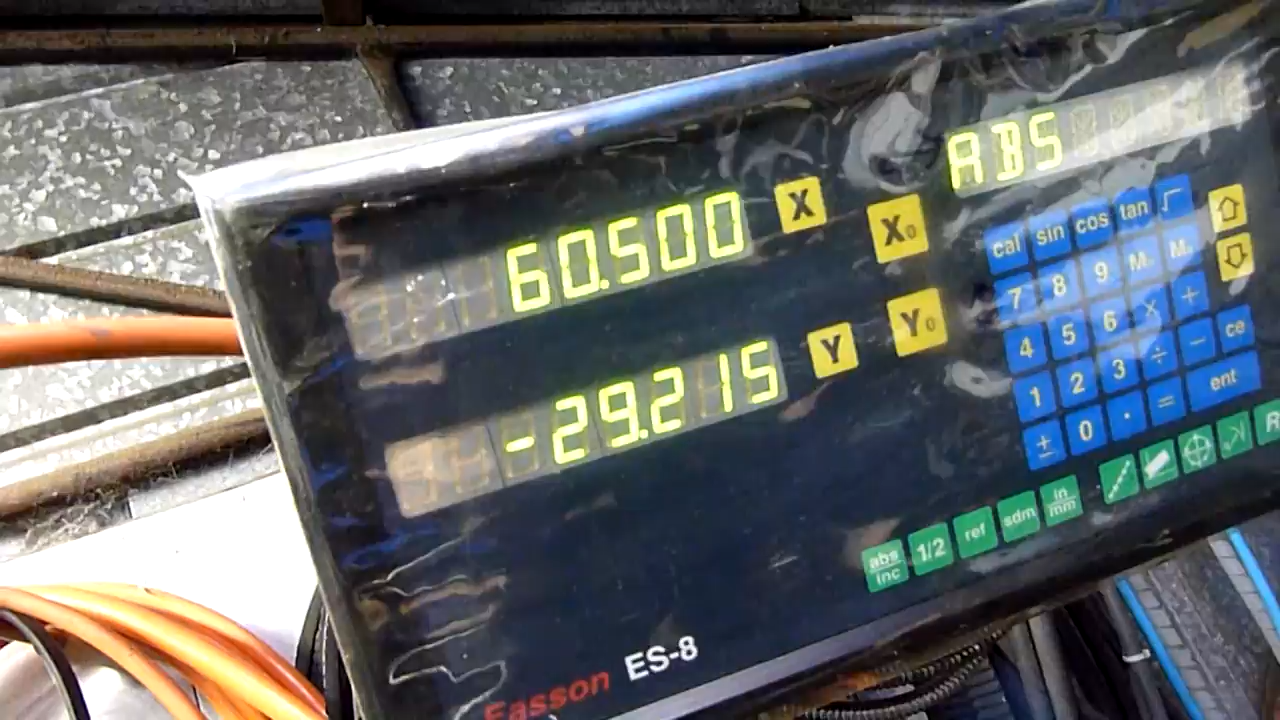 ABS
60.500 X X₀
-29.215 Y Y₀
cal sin cos tan √
7 8 9
4 5 6 × +
1 2 3 ÷ − ce
± 0 . = ent
abs/inc 1/2 ref sdm in/mm
Easson ES-8